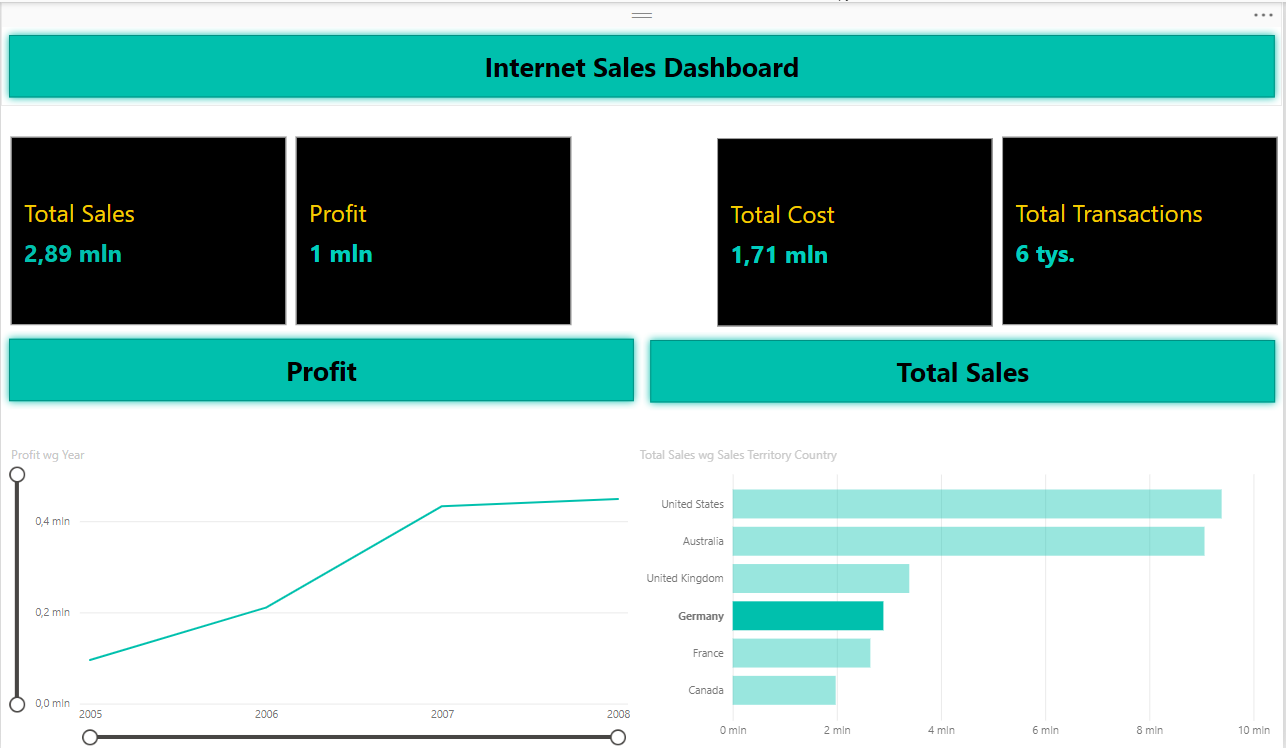 Internet Sales Dashboard
Total Sales
2,89 mln
Profit
1 mln
Total Cost
1,71 mln
Total Transactions
6 tys.
Profit
Total Sales
Profit wg Year
0,4 mln
0,2 mln
0,0 mln
2005 2006 2007 2008
Total Sales wg Sales Territory Country
United States
Australia
United Kingdom
Germany
France
Canada
0 mln 2 mln 4 mln 6 mln 8 mln 10 mln